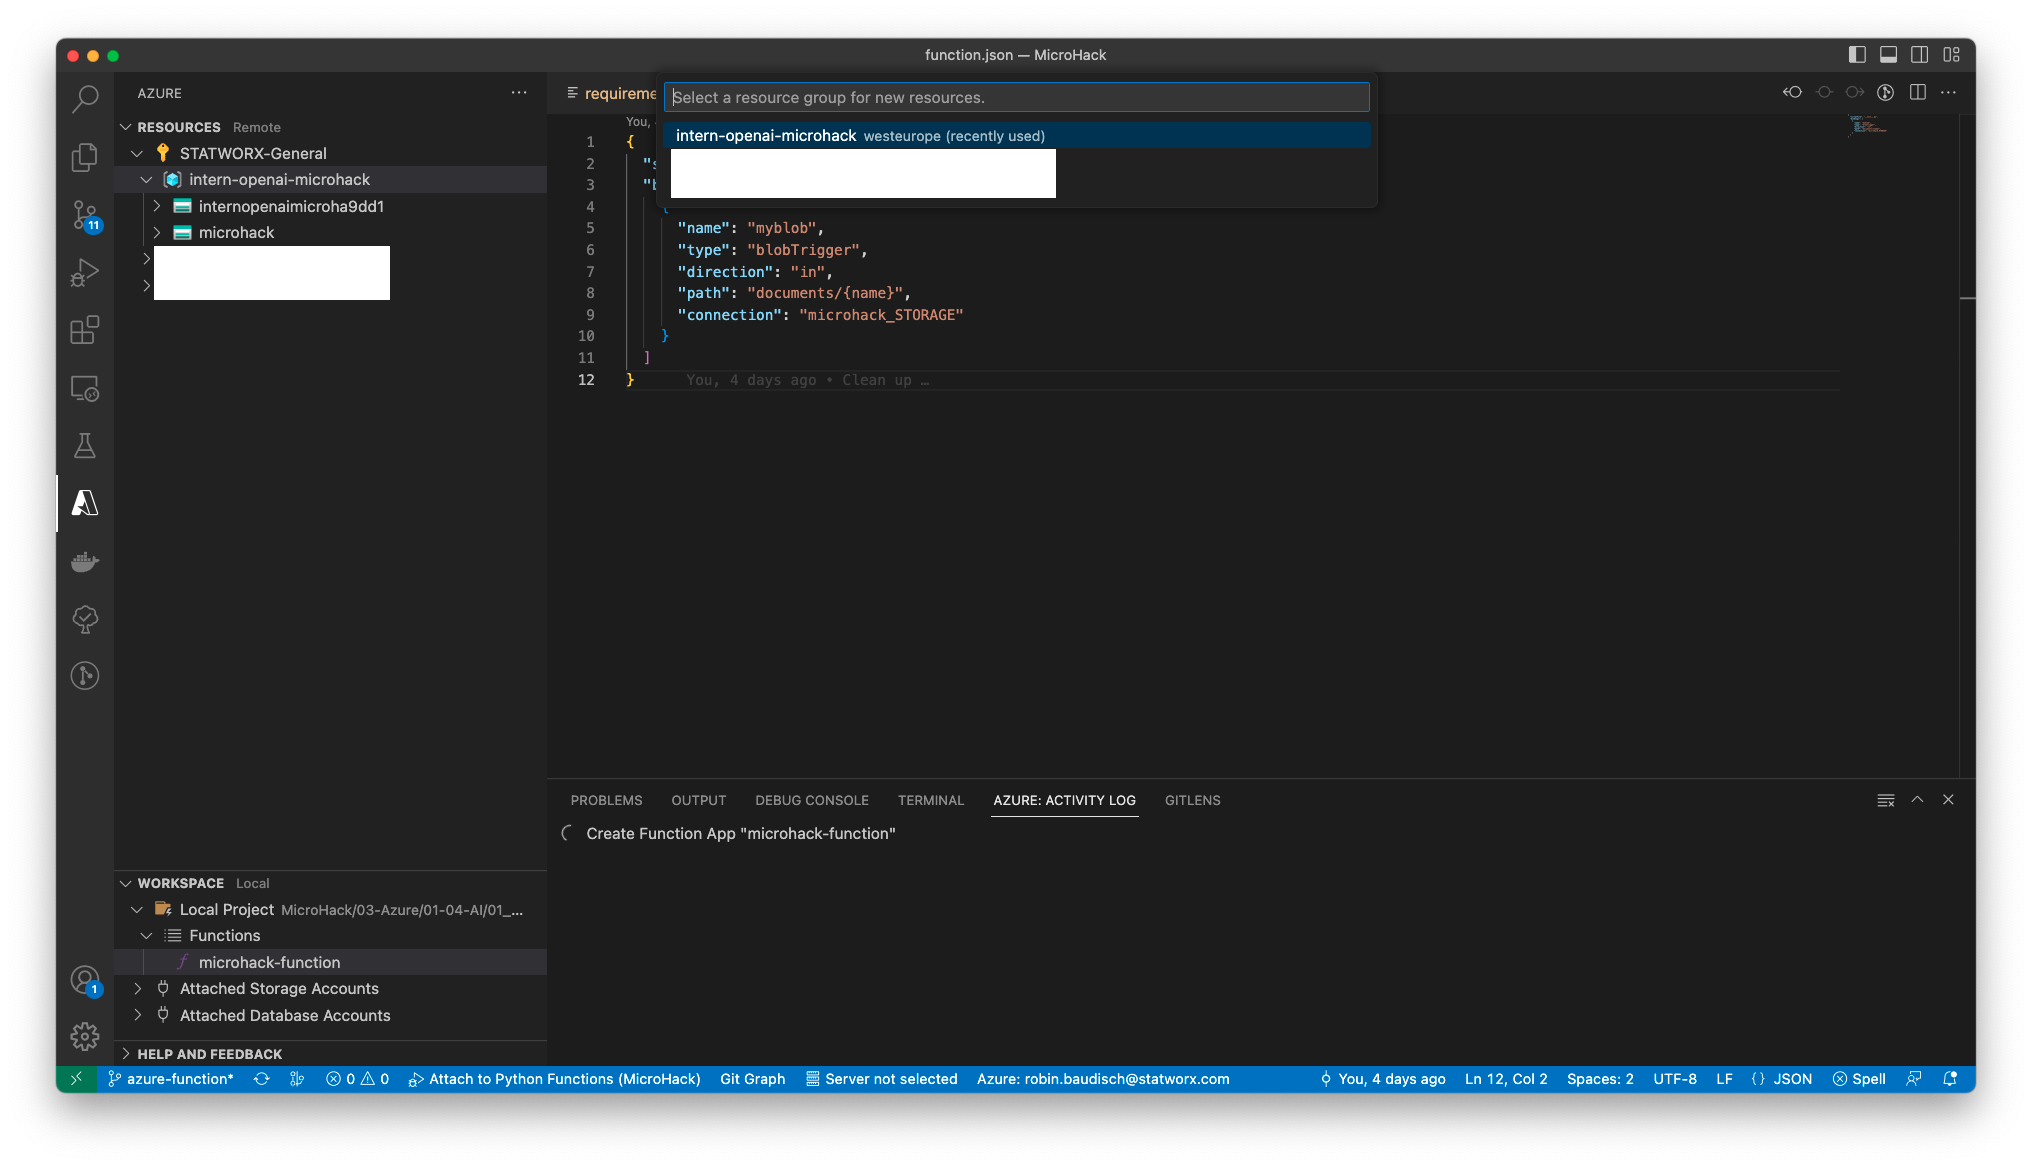 function.json — MicroHack
AZURE
RESOURCES Remote
STATWORX-General
intern-openai-microhack
internopenaimicroha9dd1
microhack
11
requireme
Select a resource group for new resources.
intern-openai-microhack westeurope (recently used)
You,
1 {
2 "s
3 "b
4 {
5 "name": "myblob",
6 "type": "blobTrigger",
7 "direction": "in",
8 "path": "documents/{name}",
9 "connection": "microhack_STORAGE"
10 }
11 ]
12 } You, 4 days ago • Clean up …
PROBLEMS OUTPUT DEBUG CONSOLE TERMINAL AZURE: ACTIVITY LOG GITLENS
Create Function App "microhack-function"
WORKSPACE Local
Local Project MicroHack/03-Azure/01-04-AI/01_...
Functions
microhack-function
Attached Storage Accounts
Attached Database Accounts
HELP AND FEEDBACK
1
azure-function* 0 0 Attach to Python Functions (MicroHack) Git Graph Server not selected Azure: robin.baudisch@statworx.com You, 4 days ago Ln 12, Col 2 Spaces: 2 UTF-8 LF {} JSON Spell